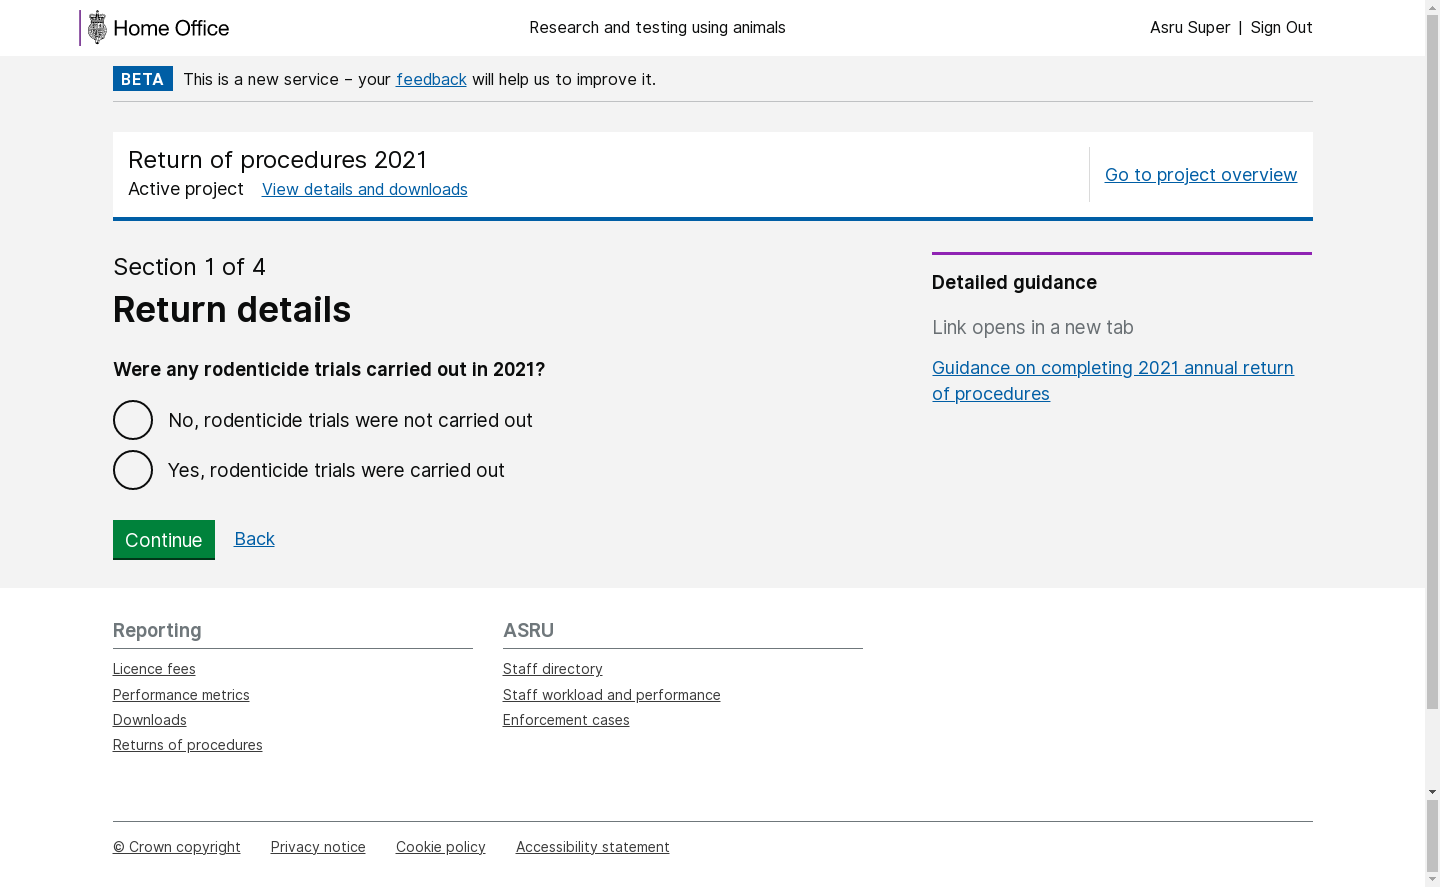 Home Office
Research and testing using animals
Asru Super | Sign Out
BETA This is a new service – your feedback will help us to improve it.
Return of procedures 2021
Active project View details and downloads
Go to project overview
Section 1 of 4
Return details
Were any rodenticide trials carried out in 2021?
No, rodenticide trials were not carried out
Yes, rodenticide trials were carried out
Continue Back
Detailed guidance
Link opens in a new tab
Guidance on completing 2021 annual return
of procedures
Reporting
Licence fees
Performance metrics
Downloads
Returns of procedures
ASRU
Staff directory
Staff workload and performance
Enforcement cases
© Crown copyright Privacy notice Cookie policy Accessibility statement